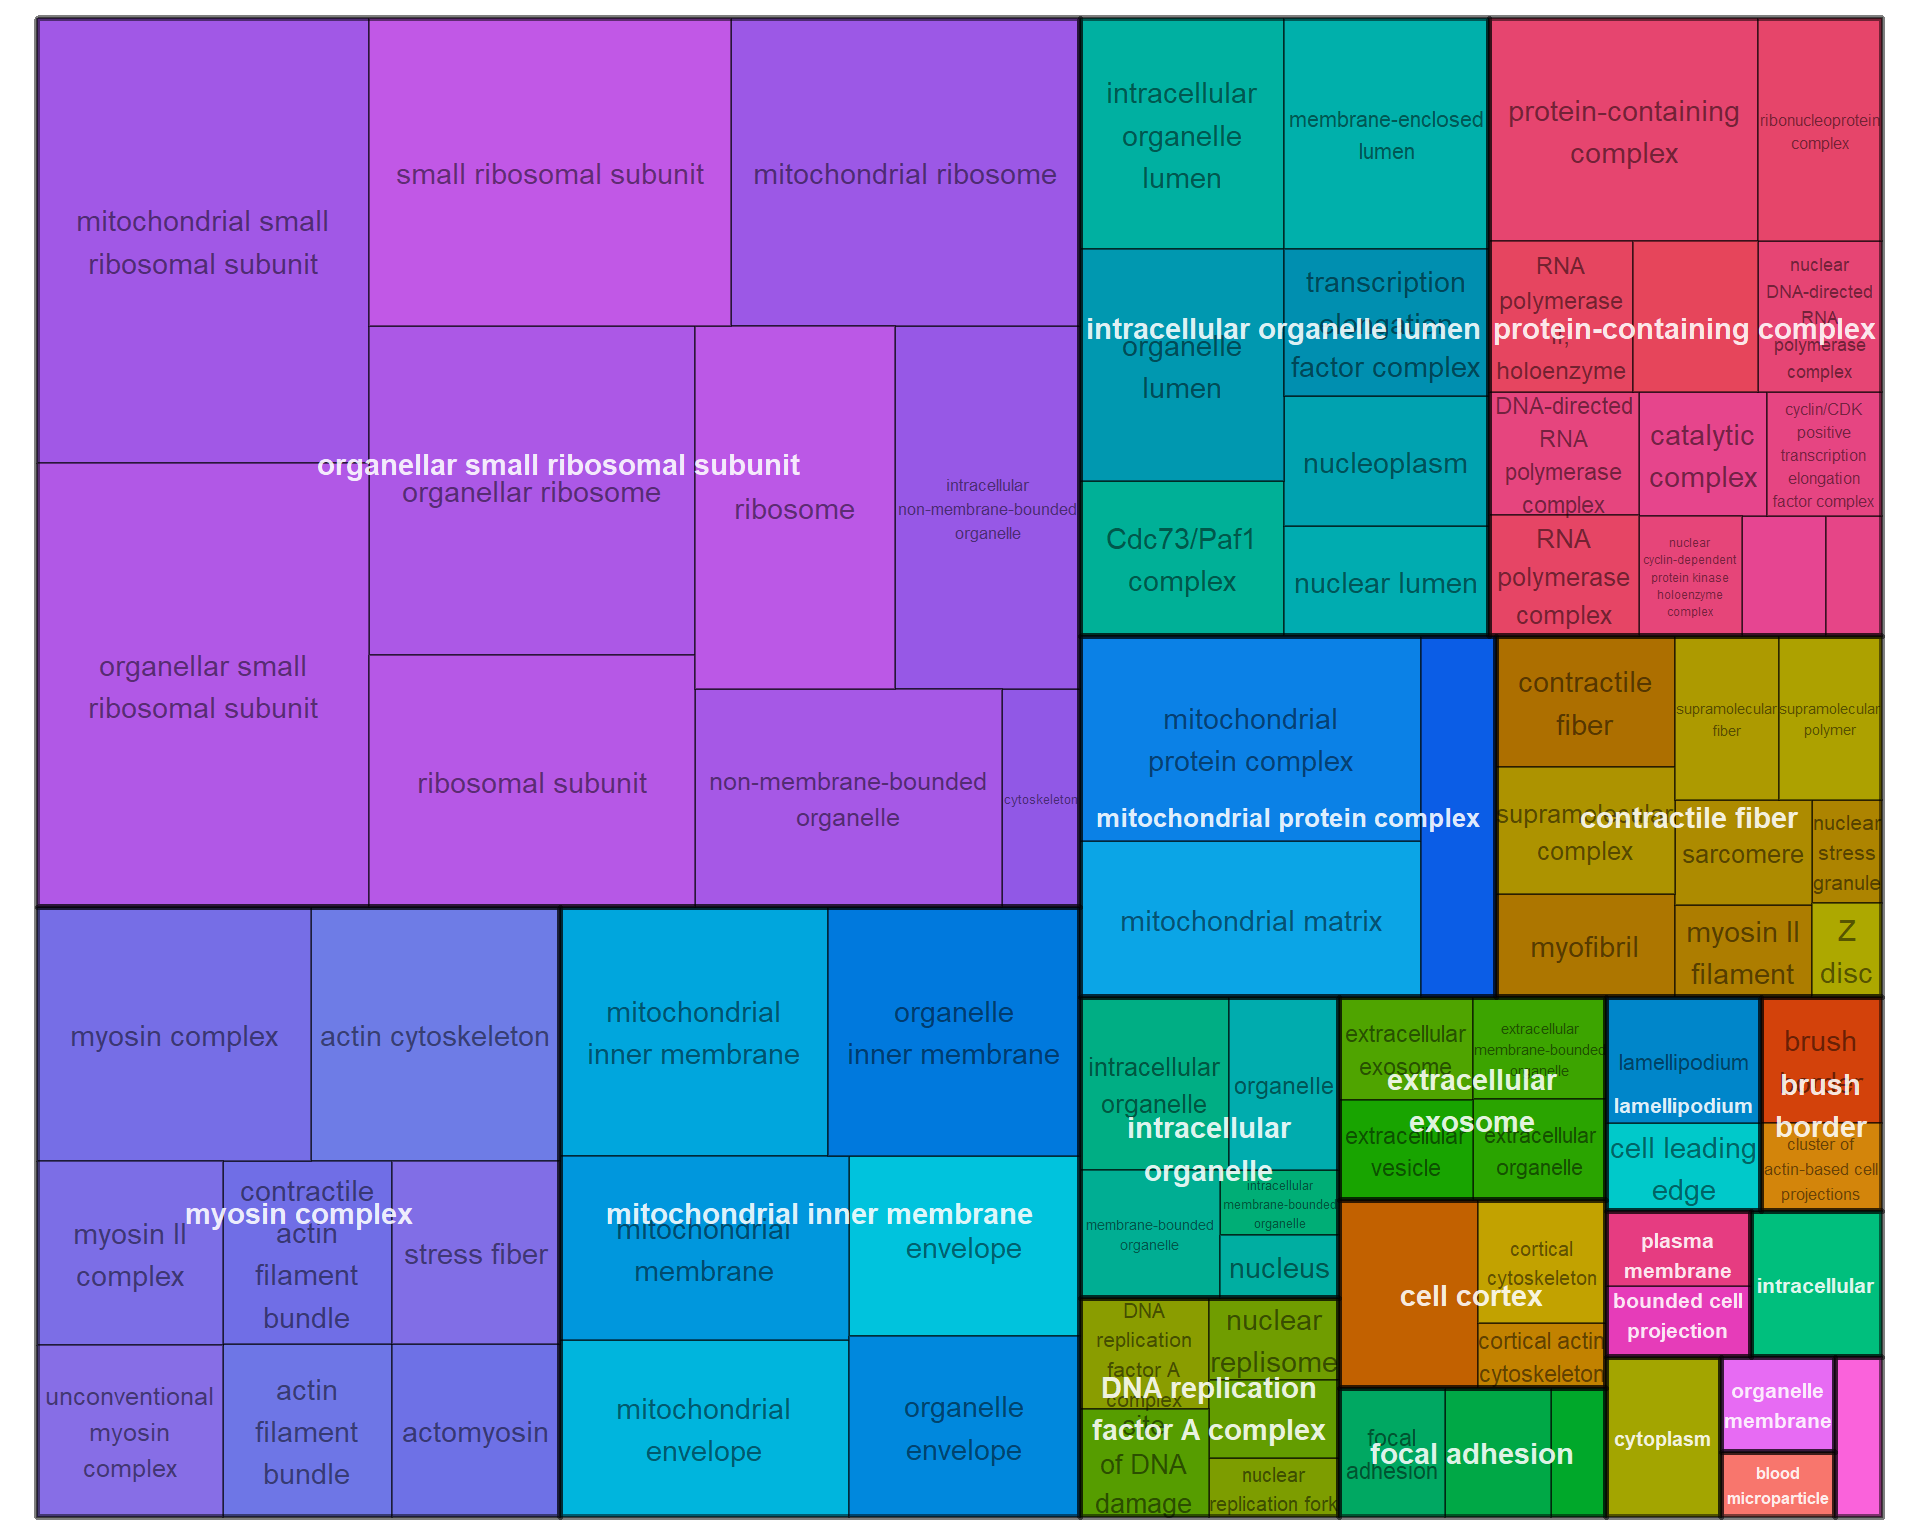 mitochondrial small
ribosomal subunit
small ribosomal subunit
mitochondrial ribosome
organellar small
ribosomal subunit
organellar small ribosomal subunit
organellar ribosome
ribosome
intracellular
non-membrane-bounded
organelle
ribosomal subunit
non-membrane-bounded
organelle
cytoskeleton
intracellular
organelle
lumen
membrane-enclosed
lumen
organelle
lumen
transcription
elongation
factor complex
intracellular organelle lumen
nucleoplasm
Cdc73/Paf1
complex
nuclear lumen
protein-containing
complex
ribonucleoprotein
complex
RNA
polymerase
II,
holoenzyme
nuclear
DNA-directed
RNA
polymerase
complex
protein-containing complex
DNA-directed
RNA
polymerase
complex
catalytic
complex
cyclin/CDK
positive
transcription
elongation
factor complex
RNA
polymerase
complex
nuclear
cyclin-dependent
protein kinase
holoenzyme
complex
mitochondrial
protein complex
mitochondrial protein complex
mitochondrial matrix
contractile
fiber
supramolecular
fiber
supramolecular
polymer
supramolecular
complex
contractile fiber
sarcomere
nuclear
stress
granule
myofibril
myosin II
filament
Z
disc
myosin complex
actin cytoskeleton
myosin II
complex
contractile
actin
filament
bundle
stress fiber
myosin complex
unconventional
myosin
complex
actin
filament
bundle
actomyosin
mitochondrial
inner membrane
organelle
inner membrane
mitochondrial inner membrane
mitochondrial
membrane
envelope
mitochondrial
envelope
organelle
envelope
intracellular
organelle
organelle
intracellular
organelle
membrane-bounded
organelle
intracellular
membrane-bounded
organelle
nucleus
extracellular
exosome
extracellular
membrane-bounded
organelle
extracellular
exosome
extracellular
vesicle
extracellular
organelle
lamellipodium
lamellipodium
cell leading
edge
brush
border
brush
border
cluster of
actin-based cell
projections
cell cortex
cortical
cytoskeleton
cortical actin
cytoskeleton
plasma
membrane
bounded cell
projection
intracellular
DNA
replication
factor A
complex
nuclear
replisome
DNA replication
factor A complex
site
of DNA
damage
nuclear
replication fork
focal
adhesion
focal adhesion
cytoplasm
organelle
membrane
blood
microparticle